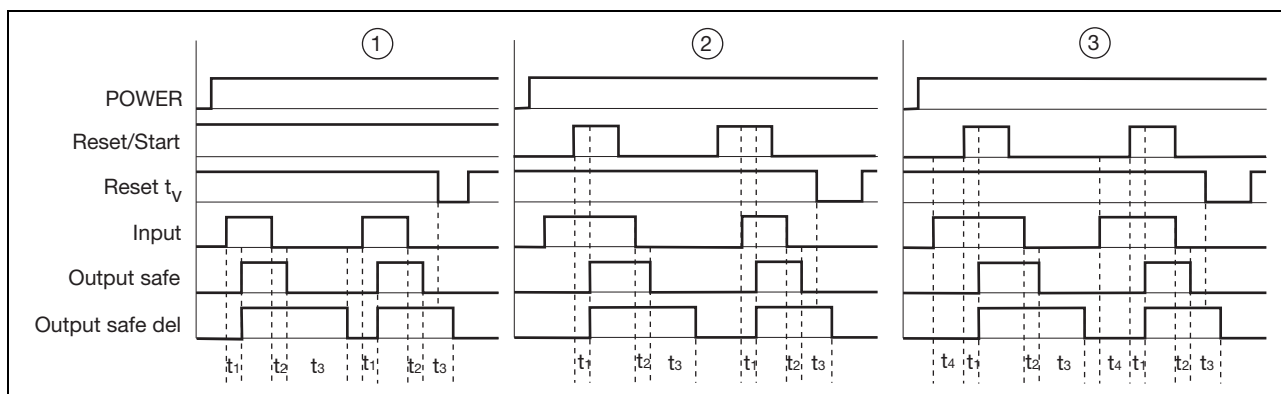 ① ② ③
POWER
Reset/Start
Reset tv
Input
Output safe
Output safe del
t1 t2 t3 t1 t2 t3 t1 t2 t3 t1 t2 t3 t4 t1 t2 t3 t4 t1 t2 t3